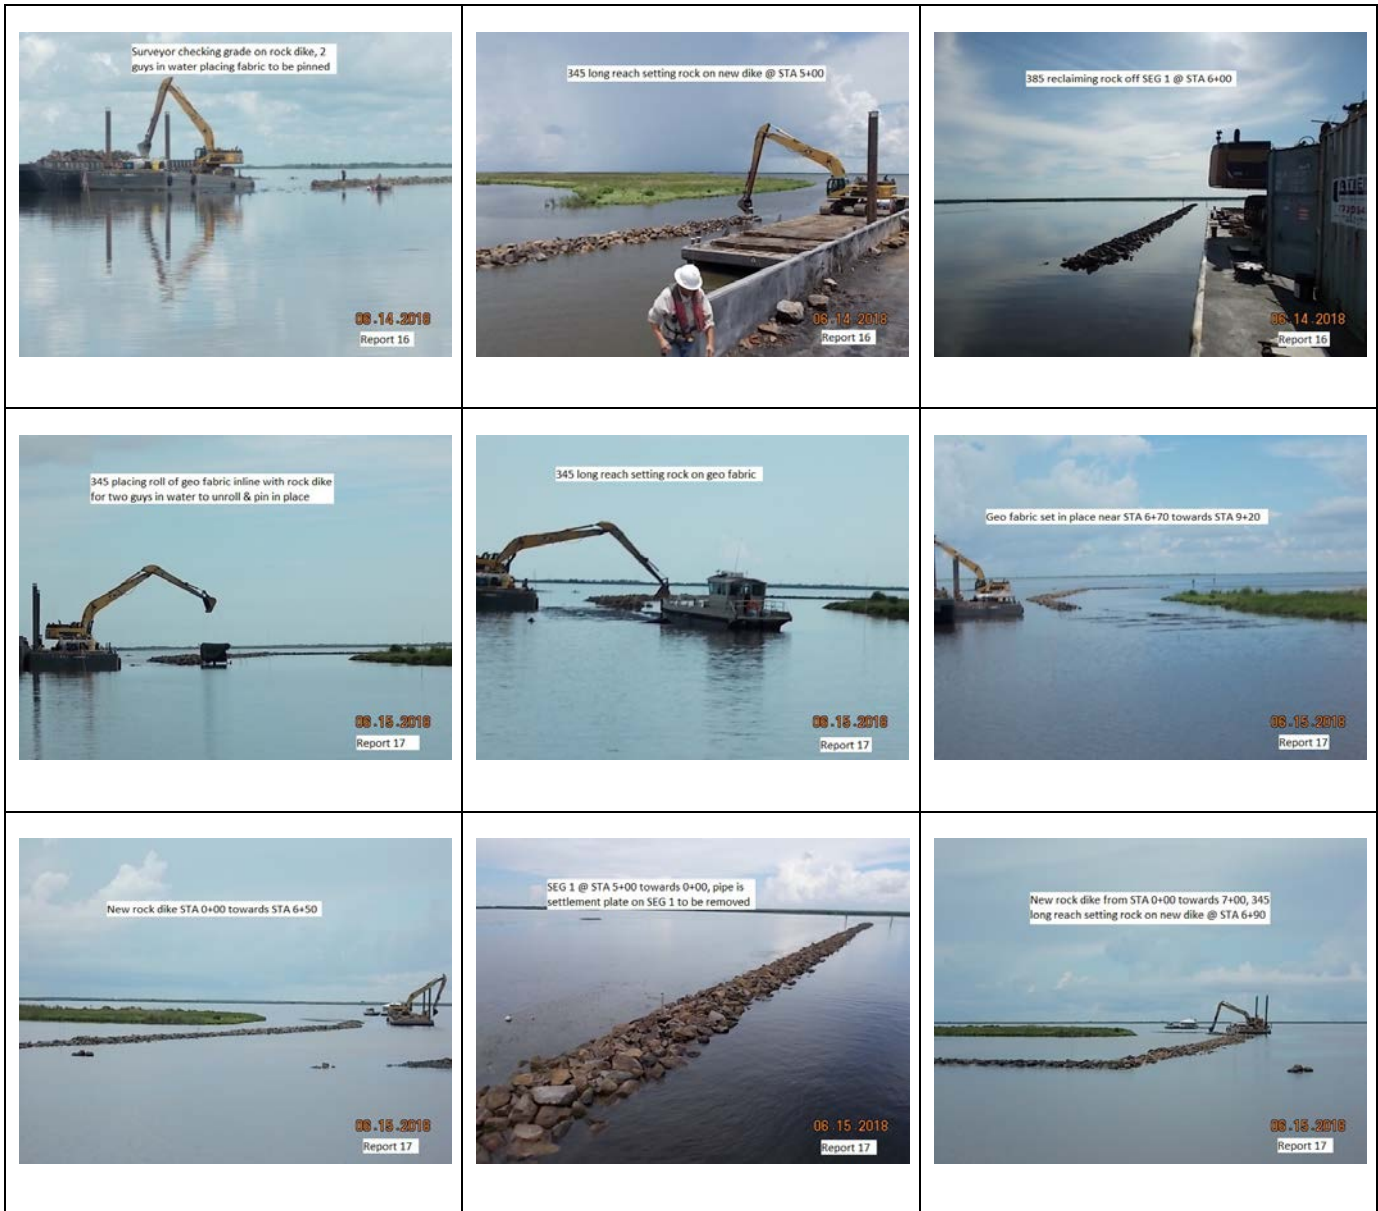 Surveyor checking grade on rock dike, 2
guys in water placing fabric to be pinned
06.14.2018
Report 16
345 long reach setting rock on new dike @ STA 5+00
06.14.2018
Report 16
385 reclaiming rock off SEG 1 @ STA 6+00
06.14.2018
Report 16
345 placing roll of geo fabric inline with rock dike
for two guys in water to unroll & pin in place
06.15.2018
Report 17
345 long reach setting rock on geo fabric
06.15.2018
Report 17
Geo fabric set in place near STA 6+70 towards STA 9+20
06.15.2018
Report 17
New rock dike STA 0+00 towards STA 6+50
06.15.2018
Report 17
SEG 1 @ STA 5+00 towards 0+00, pipe is
settlement plate on SEG 1 to be removed
06.15.2018
Report 17
New rock dike from STA 0+00 towards 7+00, 345
long reach setting rock on new dike @ STA 6+90
06.15.2018
Report 17